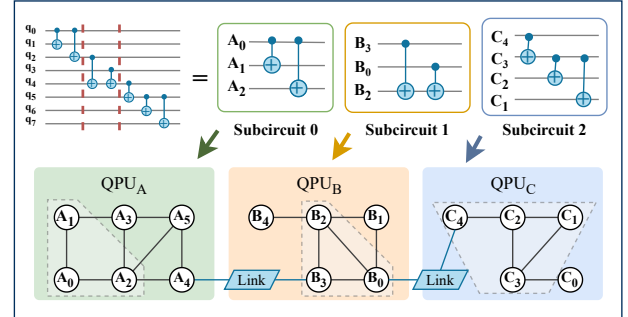 q0
q1
q2
q3
q4
q5
q6
q7
=
A0
A1
A2
Subcircuit 0
B3
B0
B2
Subcircuit 1
C4
C3
C2
C1
Subcircuit 2
QPUA
QPUB
QPUC
A1 A3 A5 B4 B2 B1 C4 C2 C1
A0 A2 A4 Link B3 B0 Link C3 C0